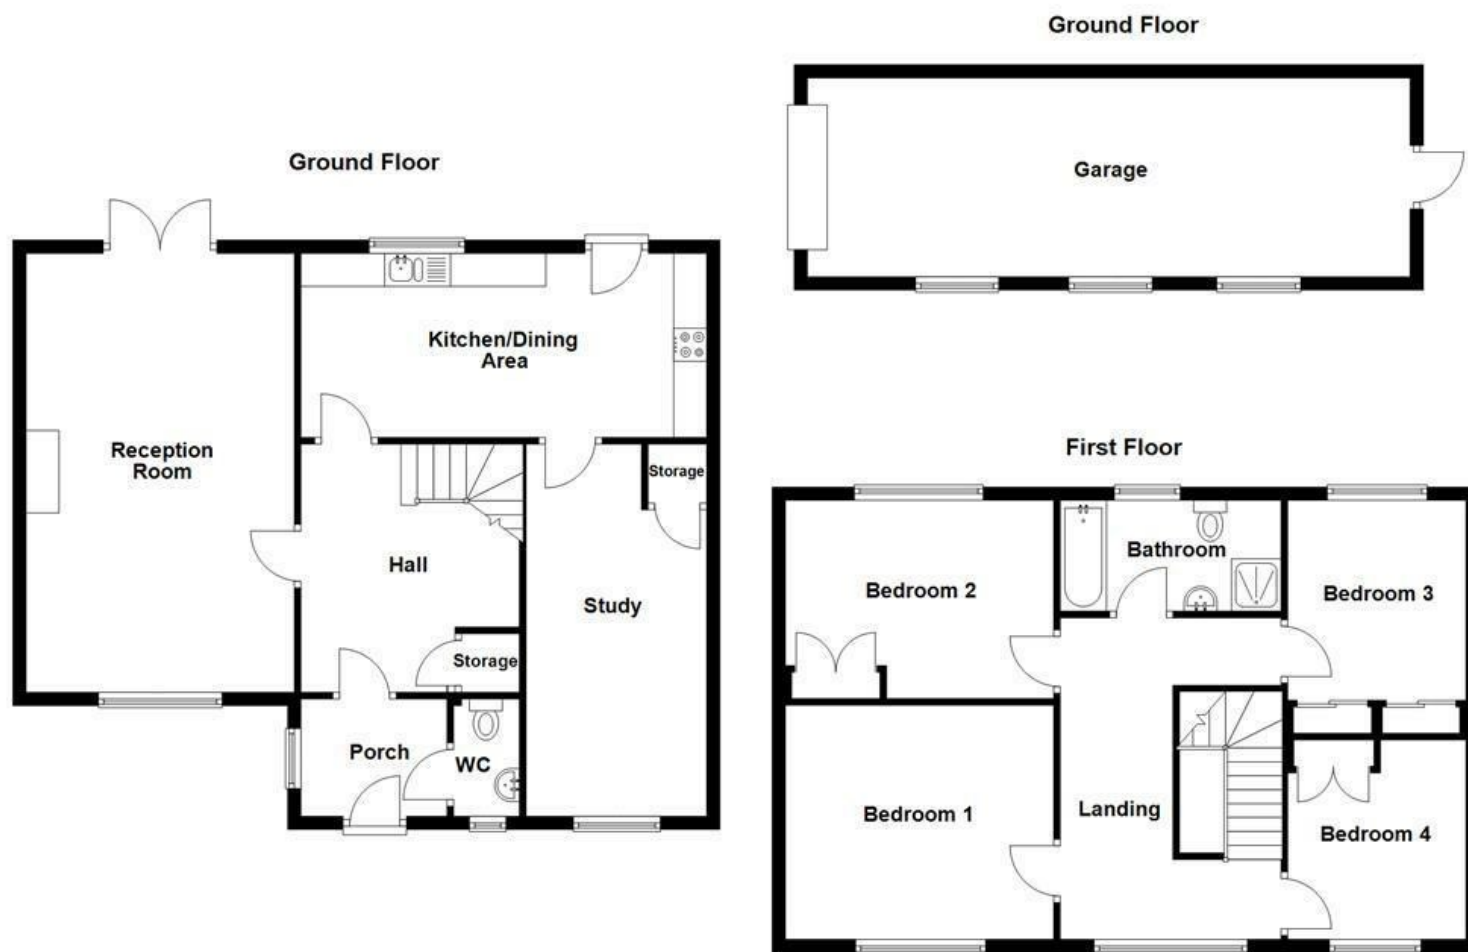 Ground Floor
Garage
Ground Floor
Kitchen/Dining
Area
Reception
Room
Storage
Hall
Study
Storage
Porch
WC
First Floor
Bathroom
Bedroom 2
Bedroom 3
Bedroom 1
Landing
Bedroom 4